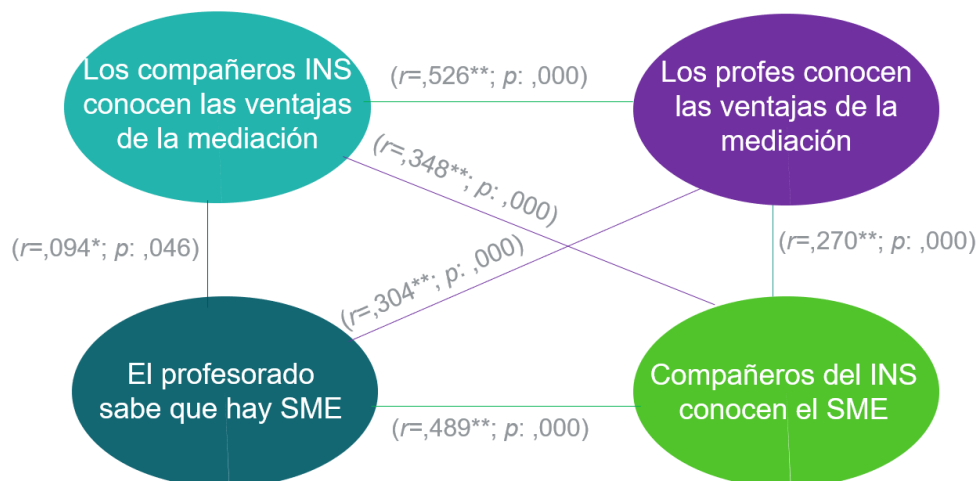 Los compañeros INS
conocen las ventajas
de la mediación
(r=,526**; p: ,000)
Los profes conocen
las ventajas de la
mediación
(r=,348**; p: ,000)
(r=,094*; p: ,046)
(r=,270**; p: ,000)
(r=,304**; p: ,000)
El profesorado
sabe que hay SME
(r=,489**; p: ,000)
Compañeros del INS
conocen el SME